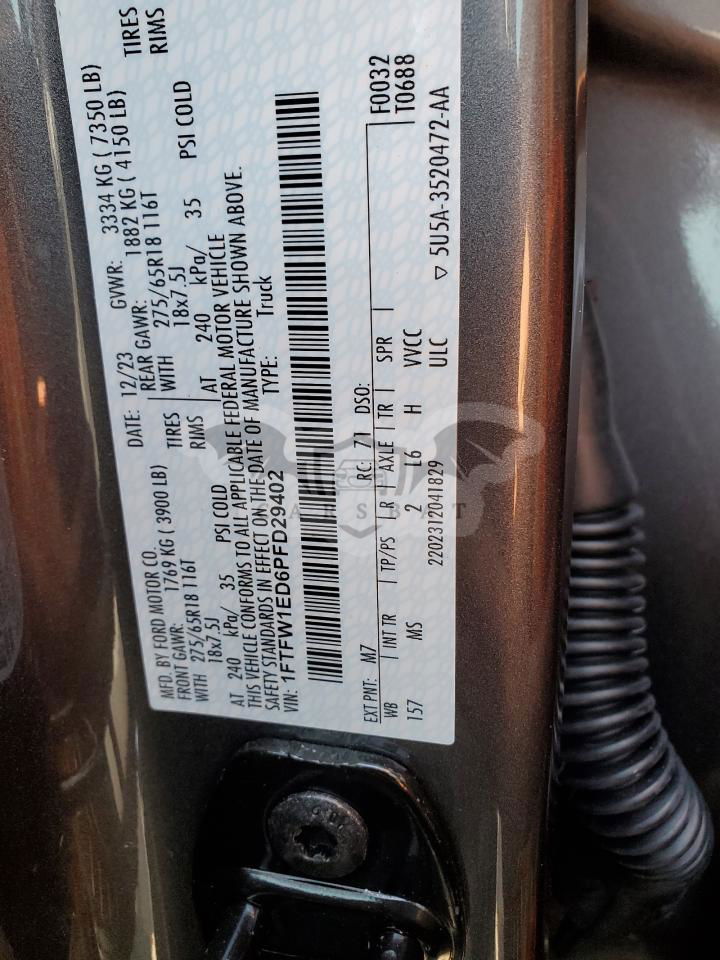 MFD. BY FORD MOTOR CO. DATE: 12/23 GVWR: 3334 KG ( 7350 LB)
FRONT GAWR: 1769 KG ( 3900 LB) REAR GAWR: 1882 KG ( 4150 LB)
WITH 275/65R18 116T TIRES WITH 275/65R18 116T TIRES
18x7.5J RIMS 18x7.5J RIMS
AT 240 kPa/ 35 PSI COLD AT 240 kPa/ 35 PSI COLD
THIS VEHICLE CONFORMS TO ALL APPLICABLE FEDERAL MOTOR VEHICLE
SAFETY STANDARDS IN EFFECT ON THE DATE OF MANUFACTURE SHOWN ABOVE.
VIN: 1FTFW1ED6PFD29402 TYPE: Truck
EXT PNT: M7 RC: 71 DSO: F0032
WB INT TR TP/PS R AXLE TR SPR T0688
157 MS 2 L6 H VVCC
ULC
2202312041829 5U5A-3520472-AA
CARSBAT